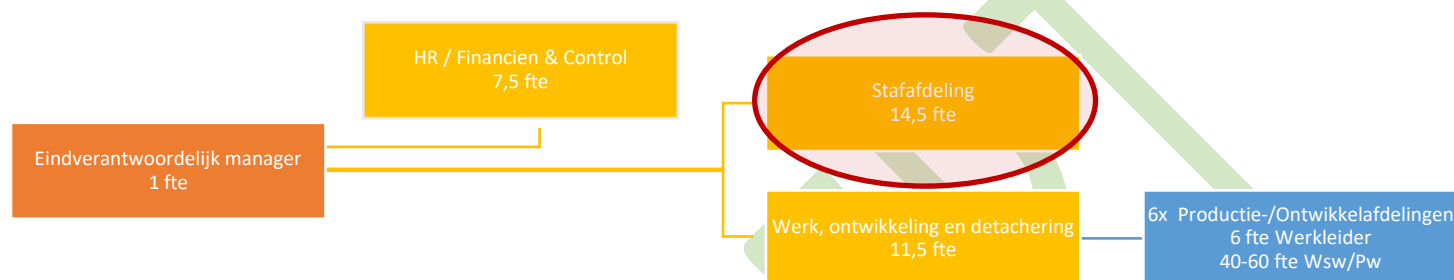 HR / Financien & Control
7,5 fte
Stafafdeling
14,5 fte
Eindverantwoordelijk manager
1 fte
Werk, ontwikkeling en detachering
11,5 fte
6x  Productie-/Ontwikkelafdelingen
6 fte Werkleider
40-60 fte Wsw/Pw